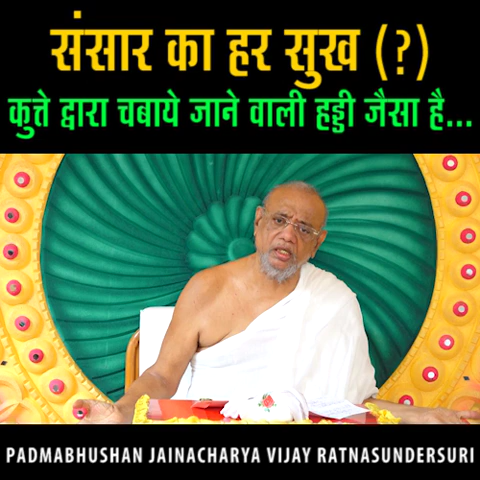 संसार का हर सुख (?)
कुत्ते द्वारा चबाये जाने वाली हड्डी जैसा है...
PADMABHUSHAN JAINACHARYA VIJAY RATNASUNDERSURI